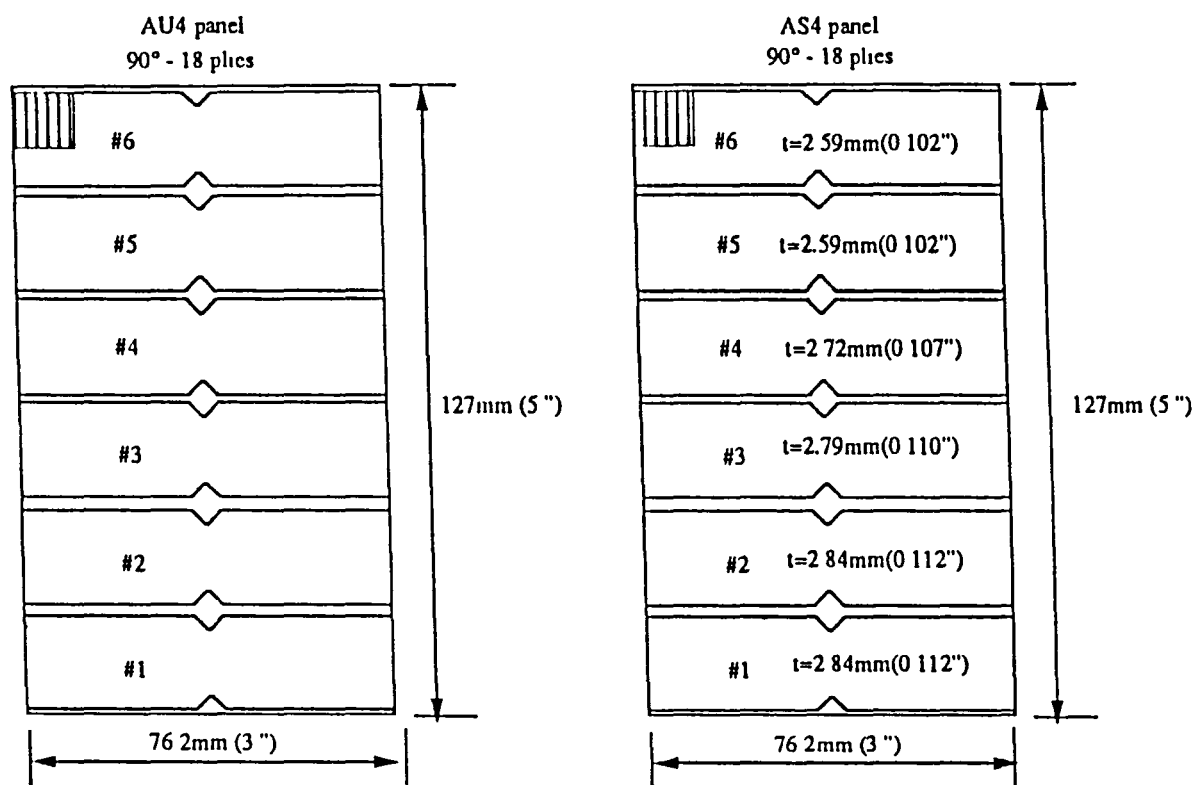 AU4 panel
90° - 18 plies
#6
#5
#4
#3
#2
#1
127mm (5 ")
76 2mm (3 ")
AS4 panel
90° - 18 plies
#6 t=2 59mm(0 102")
#5 t=2.59mm(0 102")
#4 t=2 72mm(0 107")
#3 t=2.79mm(0 110")
#2 t=2 84mm(0 112")
#1 t=2 84mm(0 112")
127mm (5 ")
76 2mm (3 ")